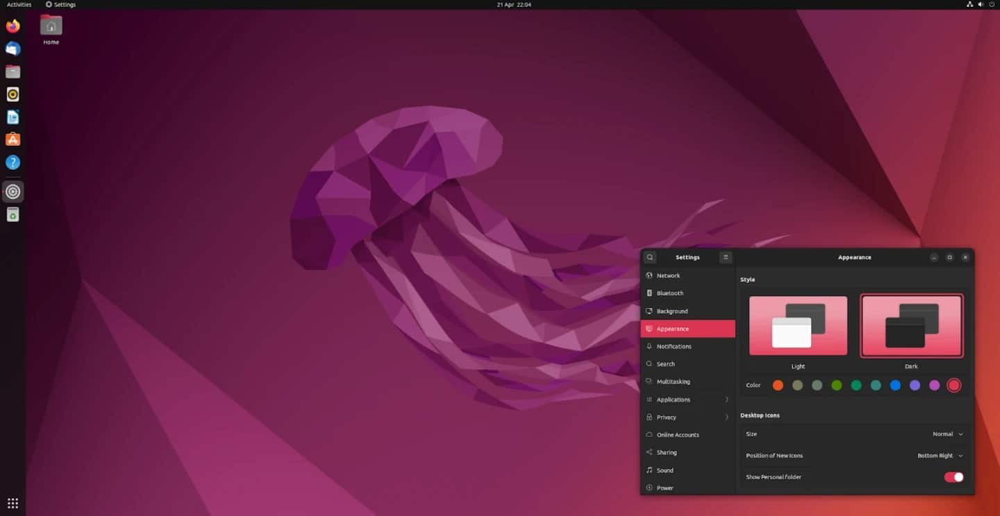 Activities
Settings
21 Apr 22:04
Home
?
Settings
Appearance
Network
Bluetooth
Background
Appearance
Notifications
Search
Multitasking
Applications
Privacy
Online Accounts
Sharing
Sound
Power
Style
Light
Dark
Color
Desktop Icons
Size
Normal
Position of New Icons
Bottom Right
Show Personal folder